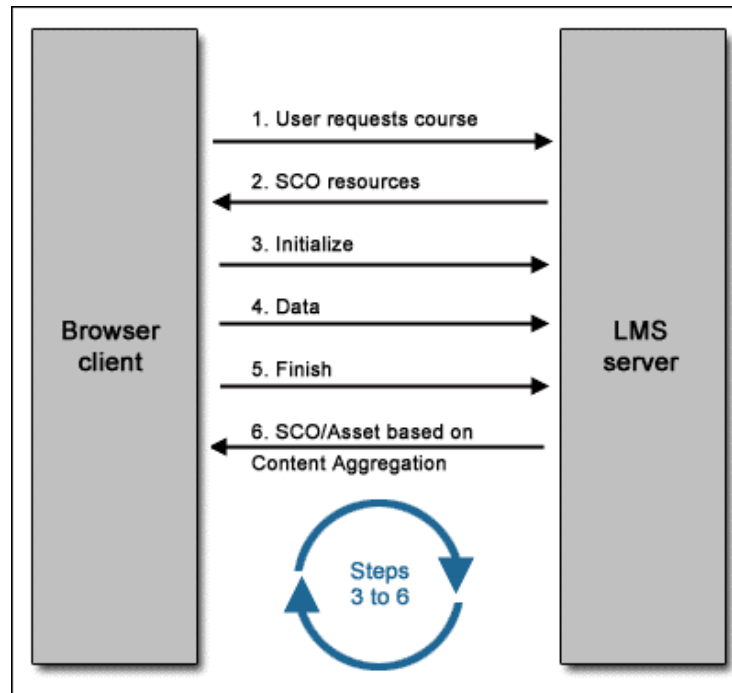 1. User requests course
2. SCO resources
3. Initialize
4. Data
5. Finish
6. SCO/Asset based on
Content Aggregation
Browser
client
LMS
server
Steps
3 to 6